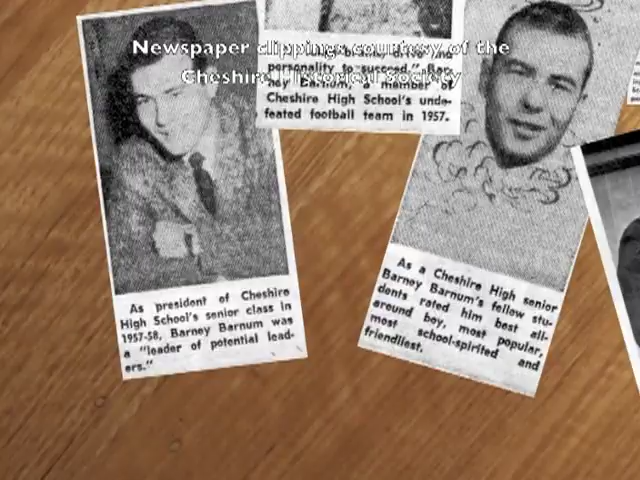 Newspaper clippings courtesy of the
Cheshire Historical Society
personality to succeed." Bar-
ney Barnum, a member of
Cheshire High School's unde-
feated football team in 1957.
As president of Cheshire
High School's senior class in
1957-58, Barney Barnum was
a "leader of potential lead-
ers."
As a Cheshire High senior
Barney Barnum's fellow stu-
dents rated him best all-
around boy, most popular,
most school-spirited and
friendliest.